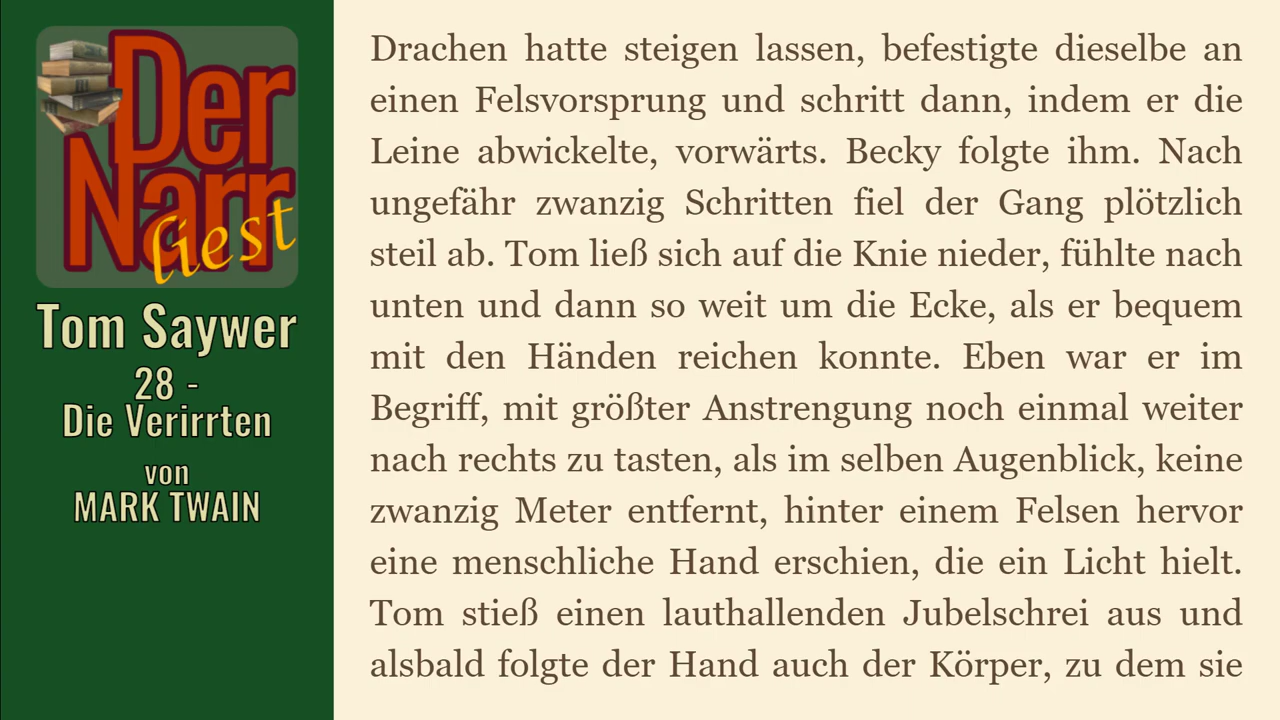 Der
Narr
liest
Tom Saywer
28 -
Die Verirrten
von
MARK TWAIN
Drachen hatte steigen lassen, befestigte dieselbe an
einen Felsvorsprung und schritt dann, indem er die
Leine abwickelte, vorwärts. Becky folgte ihm. Nach
ungefähr zwanzig Schritten fiel der Gang plötzlich
steil ab. Tom ließ sich auf die Knie nieder, fühlte nach
unten und dann so weit um die Ecke, als er bequem
mit den Händen reichen konnte. Eben war er im
Begriff, mit größter Anstrengung noch einmal weiter
nach rechts zu tasten, als im selben Augenblick, keine
zwanzig Meter entfernt, hinter einem Felsen hervor
eine menschliche Hand erschien, die ein Licht hielt.
Tom stieß einen lauthallenden Jubelschrei aus und
alsbald folgte der Hand auch der Körper, zu dem sie